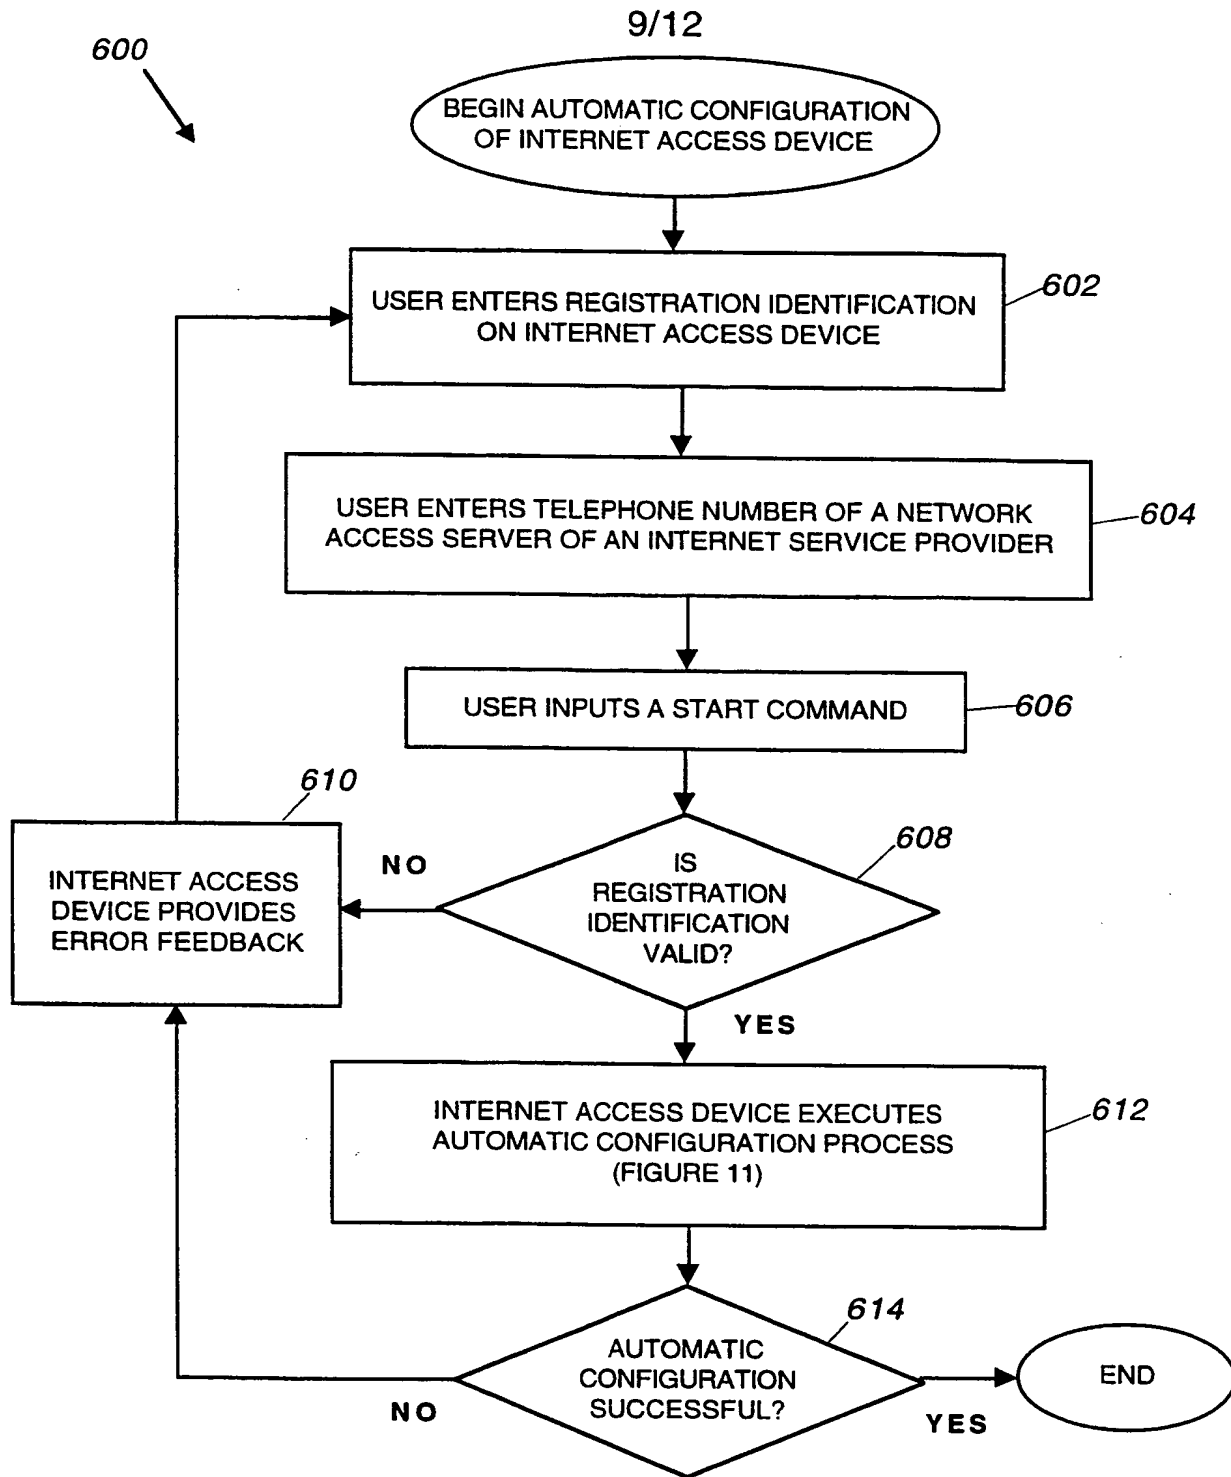 9/12
600
BEGIN AUTOMATIC CONFIGURATION
OF INTERNET ACCESS DEVICE
602
USER ENTERS REGISTRATION IDENTIFICATION
ON INTERNET ACCESS DEVICE
604
USER ENTERS TELEPHONE NUMBER OF A NETWORK
ACCESS SERVER OF AN INTERNET SERVICE PROVIDER
606
USER INPUTS A START COMMAND
608
IS
REGISTRATION
IDENTIFICATION
VALID?
NO
610
INTERNET ACCESS
DEVICE PROVIDES
ERROR FEEDBACK
YES
612
INTERNET ACCESS DEVICE EXECUTES
AUTOMATIC CONFIGURATION PROCESS
(FIGURE 11)
614
AUTOMATIC
CONFIGURATION
SUCCESSFUL?
NO
YES
END